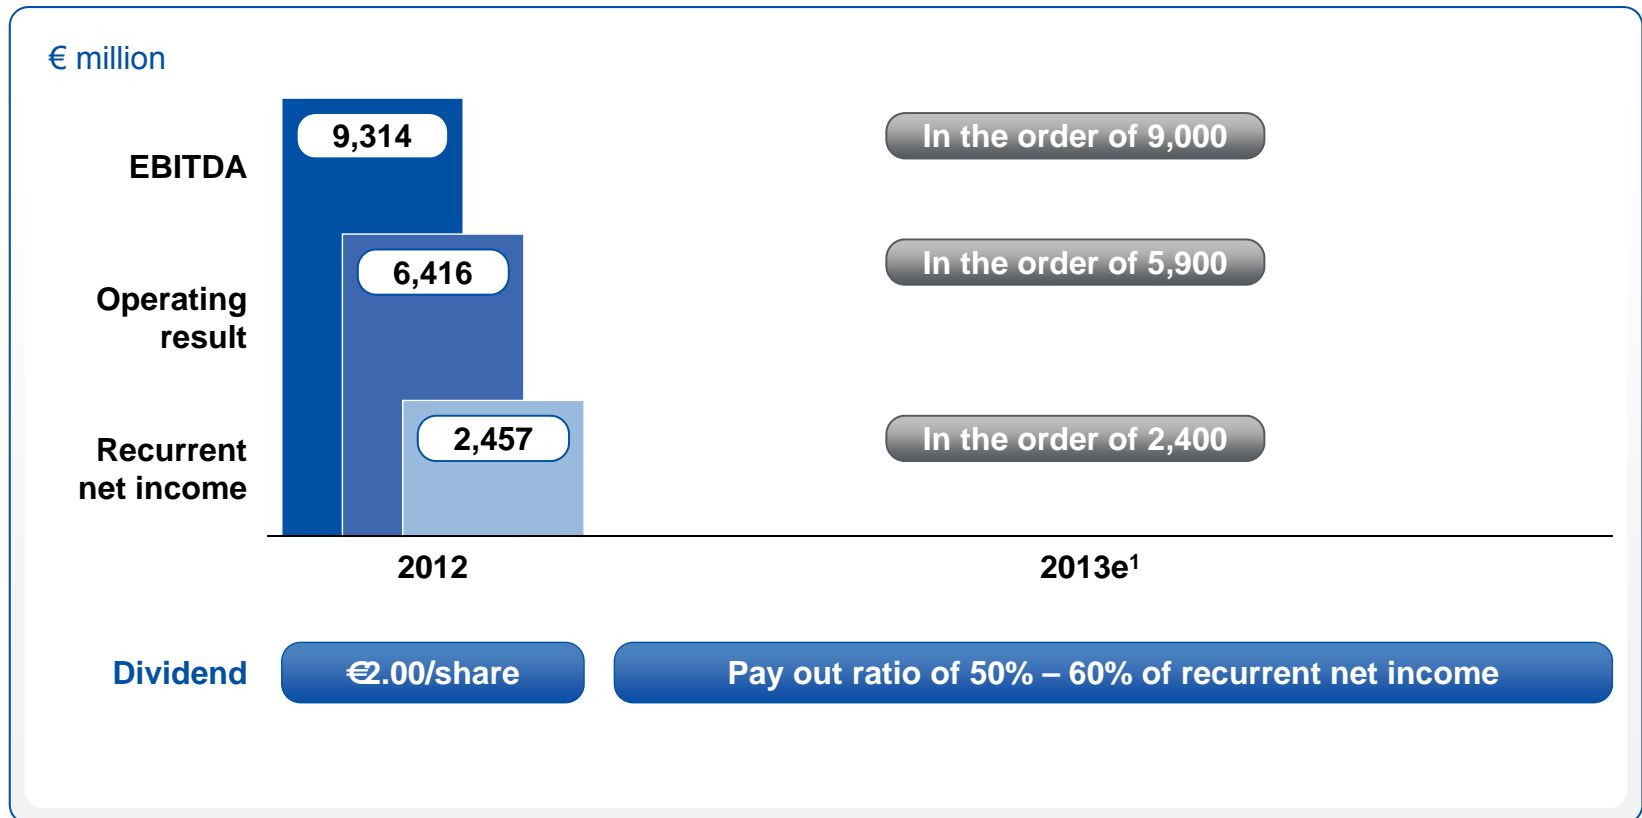 € million
EBITDA
9,314
In the order of 9,000
Operating
result
6,416
In the order of 5,900
Recurrent
net income
2,457
In the order of 2,400
2012
2013e¹
Dividend
€2.00/share
Pay out ratio of 50% – 60% of recurrent net income